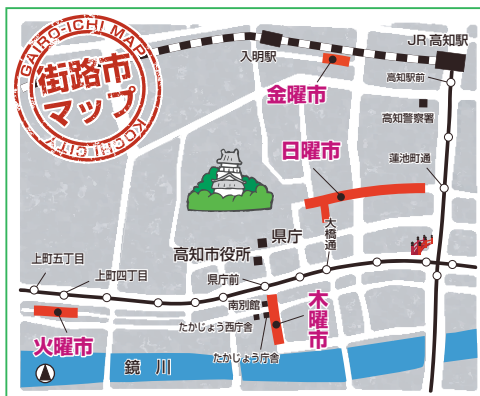 GAIRO-ICHI MAP
街路市
マップ
KOCHI CITY
入明駅
JR 高知駅
金曜市
高知駅前
高知警察署
日曜市
蓮池町通
大橋通
県庁
高知市役所
県庁前
上町五丁目
上町四丁目
南別館
たかじょう西庁舎
たかじょう庁舎
木曜市
火曜市
鏡 川